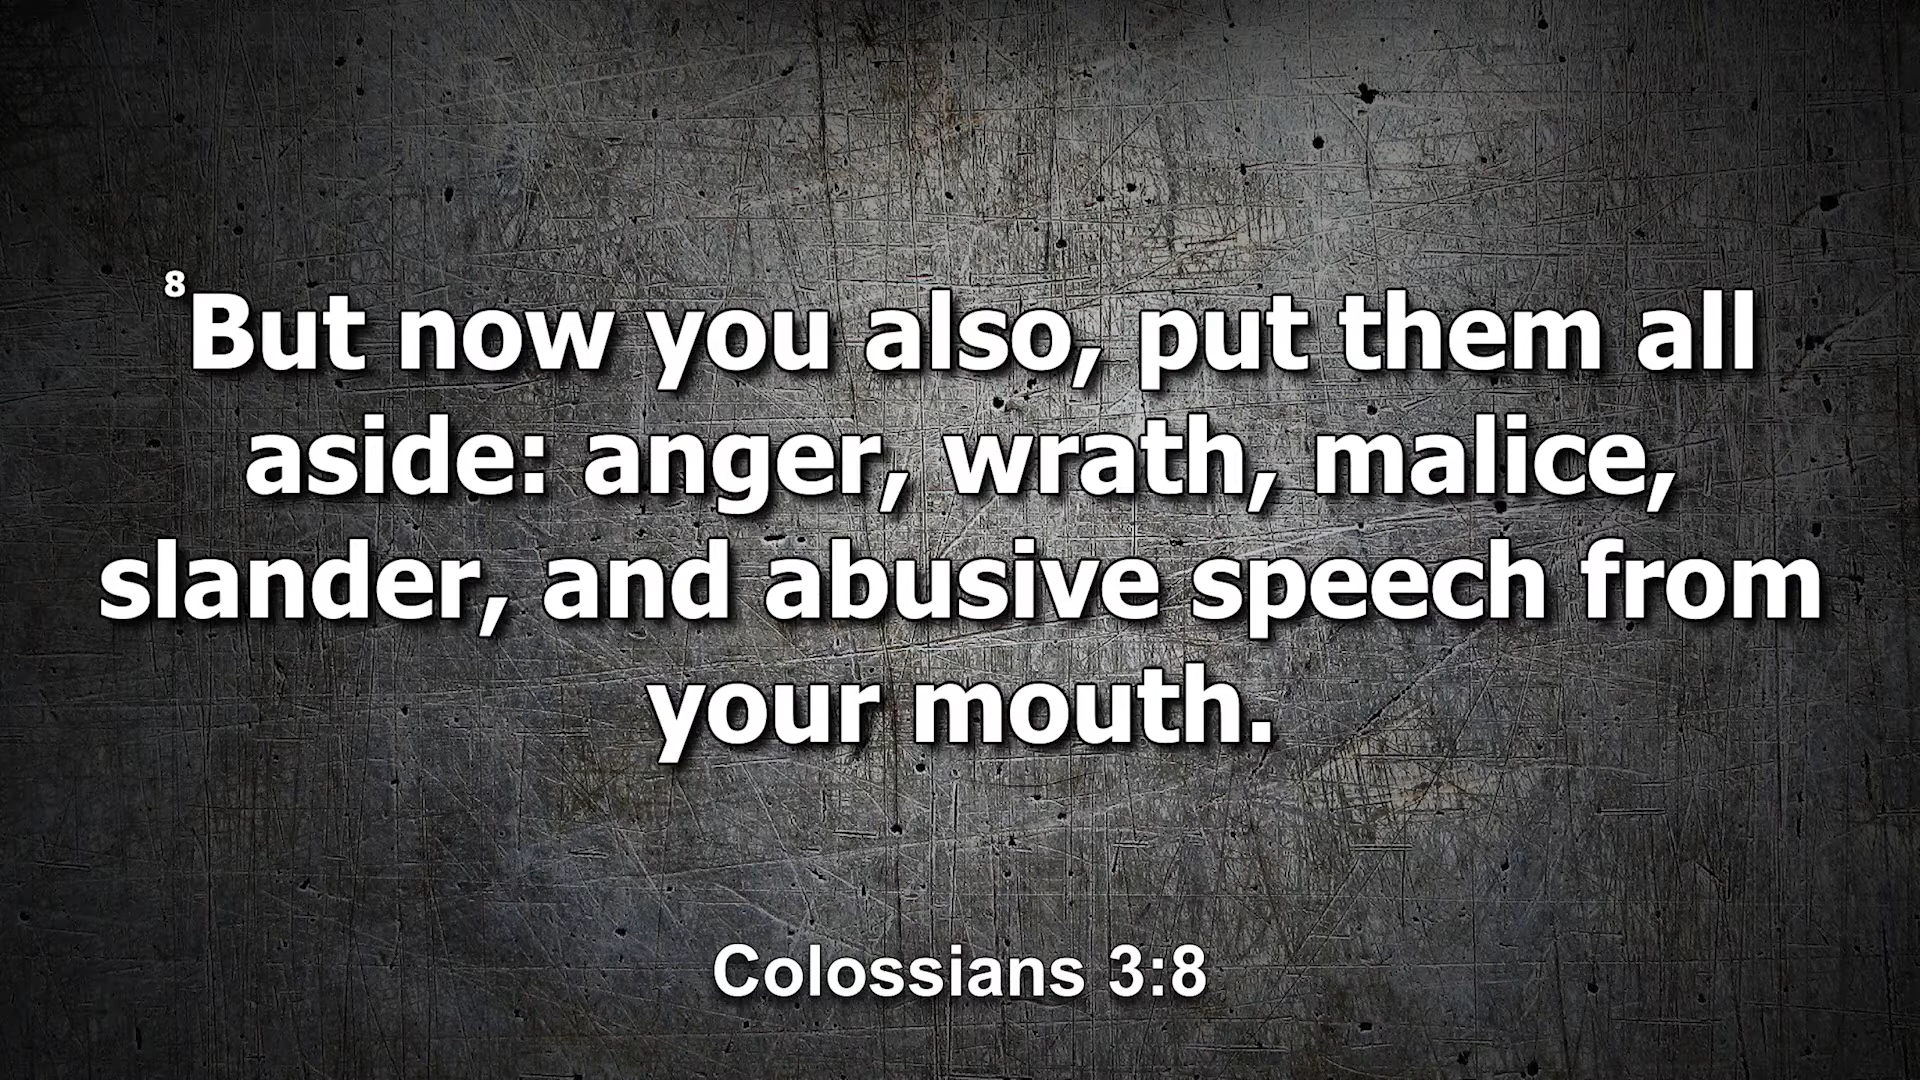 8But now you also, put them all
aside: anger, wrath, malice,
slander, and abusive speech from
your mouth.
Colossians 3:8